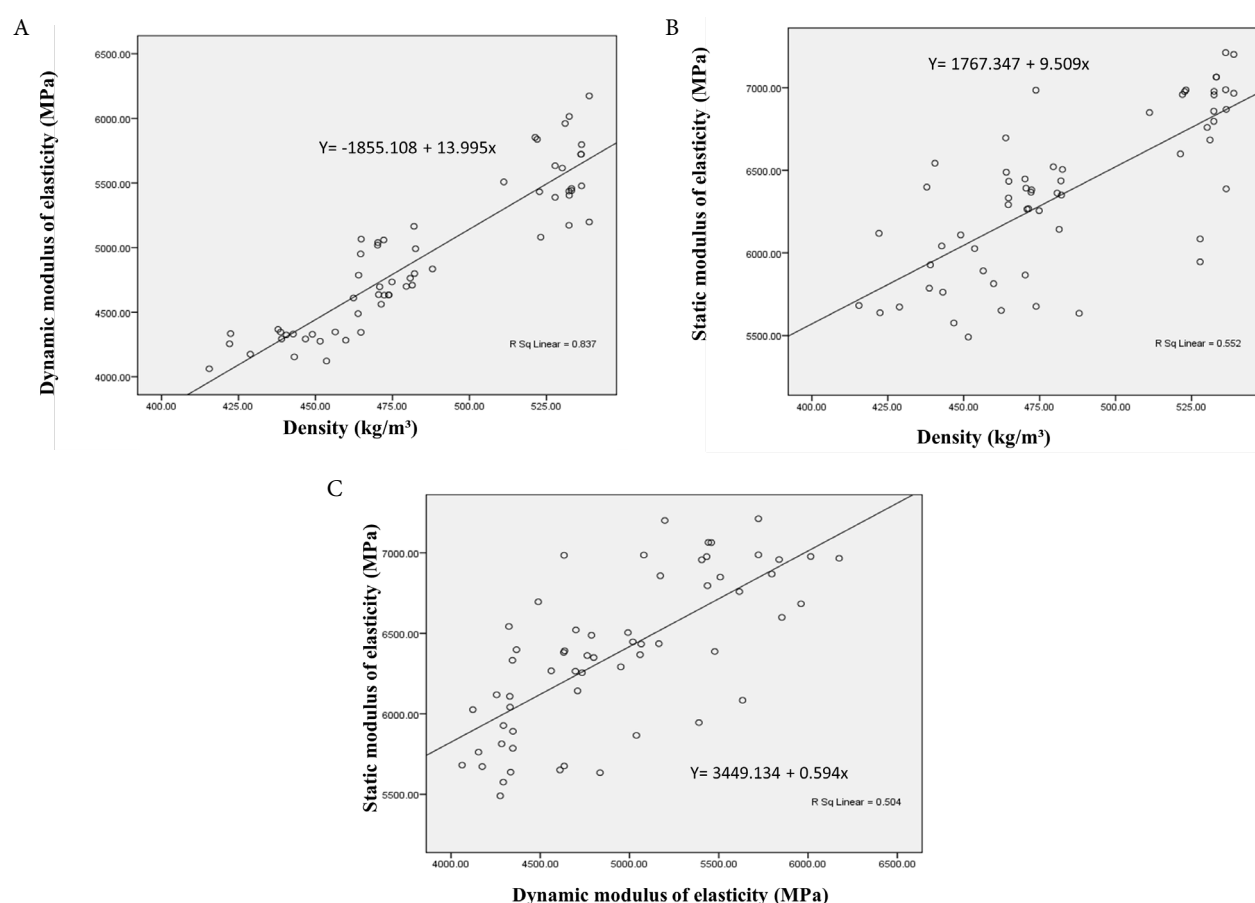 A
Dynamic modulus of elasticity (MPa)
6500.00
6000.00
5500.00
5000.00
4500.00
4000.00
Y= -1855.108 + 13.995x
R Sq Linear = 0.837
400.00 425.00 450.00 475.00 500.00 525.00
Density (kg/m³)
B
Static modulus of elasticity (MPa)
7000.00
6500.00
6000.00
5500.00
Y= 1767.347 + 9.509x
R Sq Linear = 0.552
400.00 425.00 450.00 475.00 500.00 525.00
Density (kg/m³)
C
Static modulus of elasticity (MPa)
7000.00
6500.00
6000.00
5500.00
Y= 3449.134 + 0.594x
R Sq Linear = 0.504
4000.00 4500.00 5000.00 5500.00 6000.00 6500.00
Dynamic modulus of elasticity (MPa)